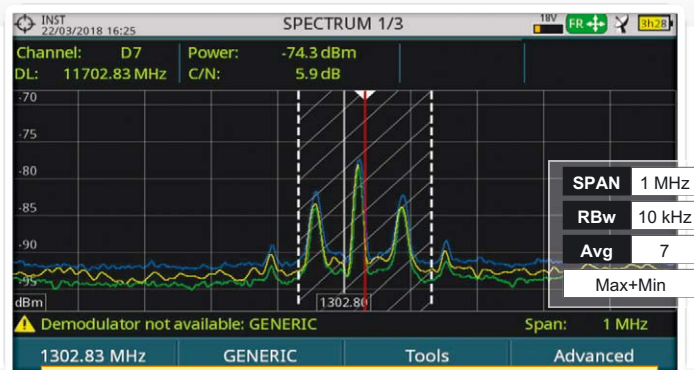 INST
22/03/2018 16:25
SPECTRUM 1/3
18V
FR
3h28
Channel: D7
Power: -74.3 dBm
DL: 11702.83 MHz
C/N: 5.9 dB
-70
-75
-80
-85
-90
-95
dBm
1302.80
SPAN 1 MHz
RBw 10 kHz
Avg 7
Max+Min
Demodulator not available: GENERIC
Span: 1 MHz
1302.83 MHz
GENERIC
Tools
Advanced